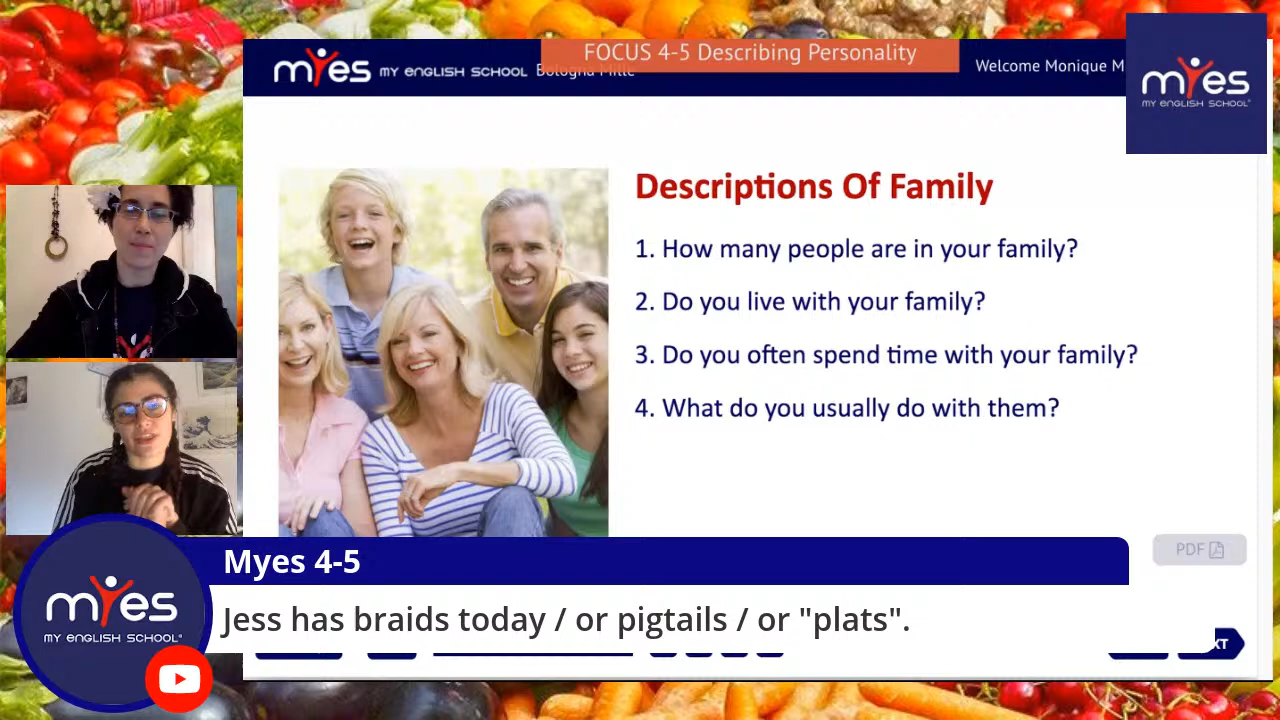 FOCUS 4-5 Describing Personality
myes MY ENGLISH SCHOOL Bologna Mille
Welcome Monique M
myes
MY ENGLISH SCHOOL
Descriptions Of Family
1. How many people are in your family?
2. Do you live with your family?
3. Do you often spend time with your family?
4. What do you usually do with them?
PDF
Myes 4-5
Jess has braids today / or pigtails / or "plats".
myes
MY ENGLISH SCHOOL
XT